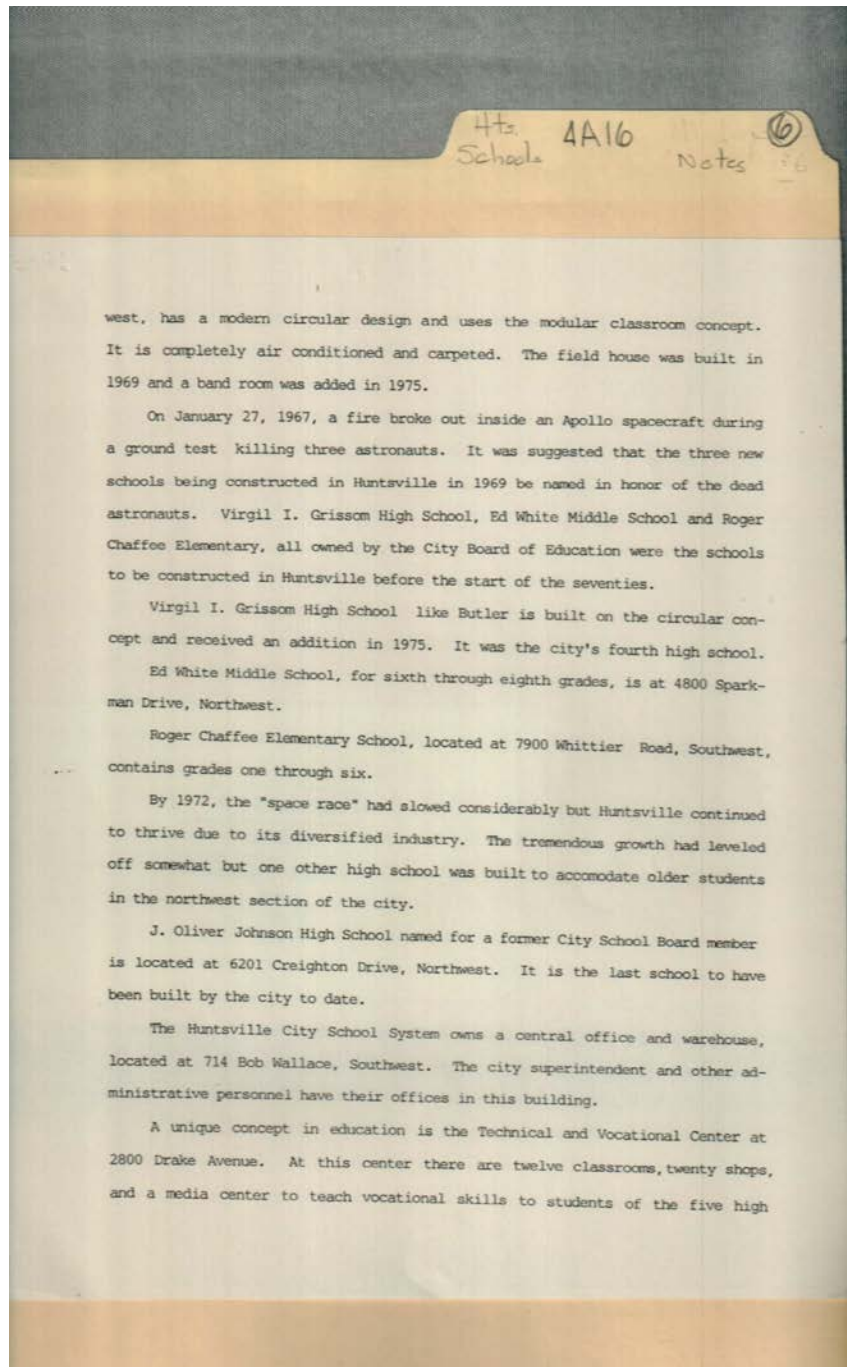 Hts. 4A16 6
Schools Notes
west, has a modern circular design and uses the modular classroom concept.
It is completely air conditioned and carpeted. The field house was built in
1969 and a band room was added in 1975.
On January 27, 1967, a fire broke out inside an Apollo spacecraft during
a ground test killing three astronauts. It was suggested that the three new
schools being constructed in Huntsville in 1969 be named in honor of the dead
astronauts. Virgil I. Grissom High School, Ed White Middle School and Roger
Chaffee Elementary, all owned by the City Board of Education were the schools
to be constructed in Huntsville before the start of the seventies.
Virgil I. Grissom High School like Butler is built on the circular con-
cept and received an addition in 1975. It was the city's fourth high school.
Ed White Middle School, for sixth through eighth grades, is at 4800 Spark-
man Drive, Northwest.
Roger Chaffee Elementary School, located at 7900 Whittier Road, Southwest,
contains grades one through six.
By 1972, the "space race" had slowed considerably but Huntsville continued
to thrive due to its diversified industry. The tremendous growth had leveled
off somewhat but one other high school was built to accomodate older students
in the northwest section of the city.
J. Oliver Johnson High School named for a former City School Board member
is located at 6201 Creighton Drive, Northwest. It is the last school to have
been built by the city to date.
The Huntsville City School System owns a central office and warehouse,
located at 714 Bob Wallace, Southwest. The city superintendent and other ad-
ministrative personnel have their offices in this building.
A unique concept in education is the Technical and Vocational Center at
2800 Drake Avenue. At this center there are twelve classrooms, twenty shops,
and a media center to teach vocational skills to students of the five high